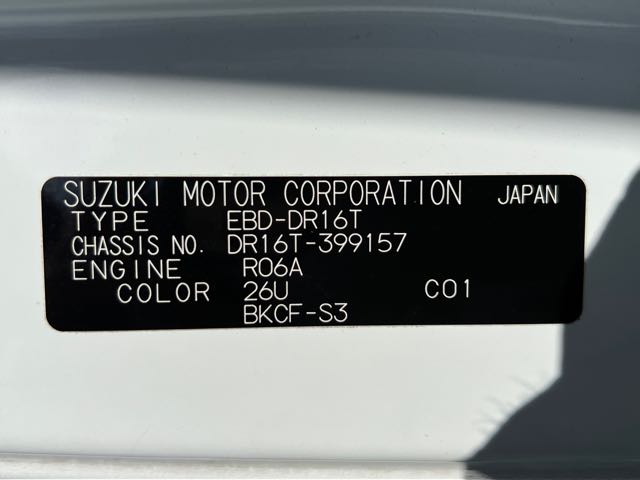 SUZUKI MOTOR CORPORATION JAPAN
TYPE EBD-DR16T
CHASSIS NO. DR16T-399157
ENGINE R06A
COLOR 26U C01
BKCF-S3